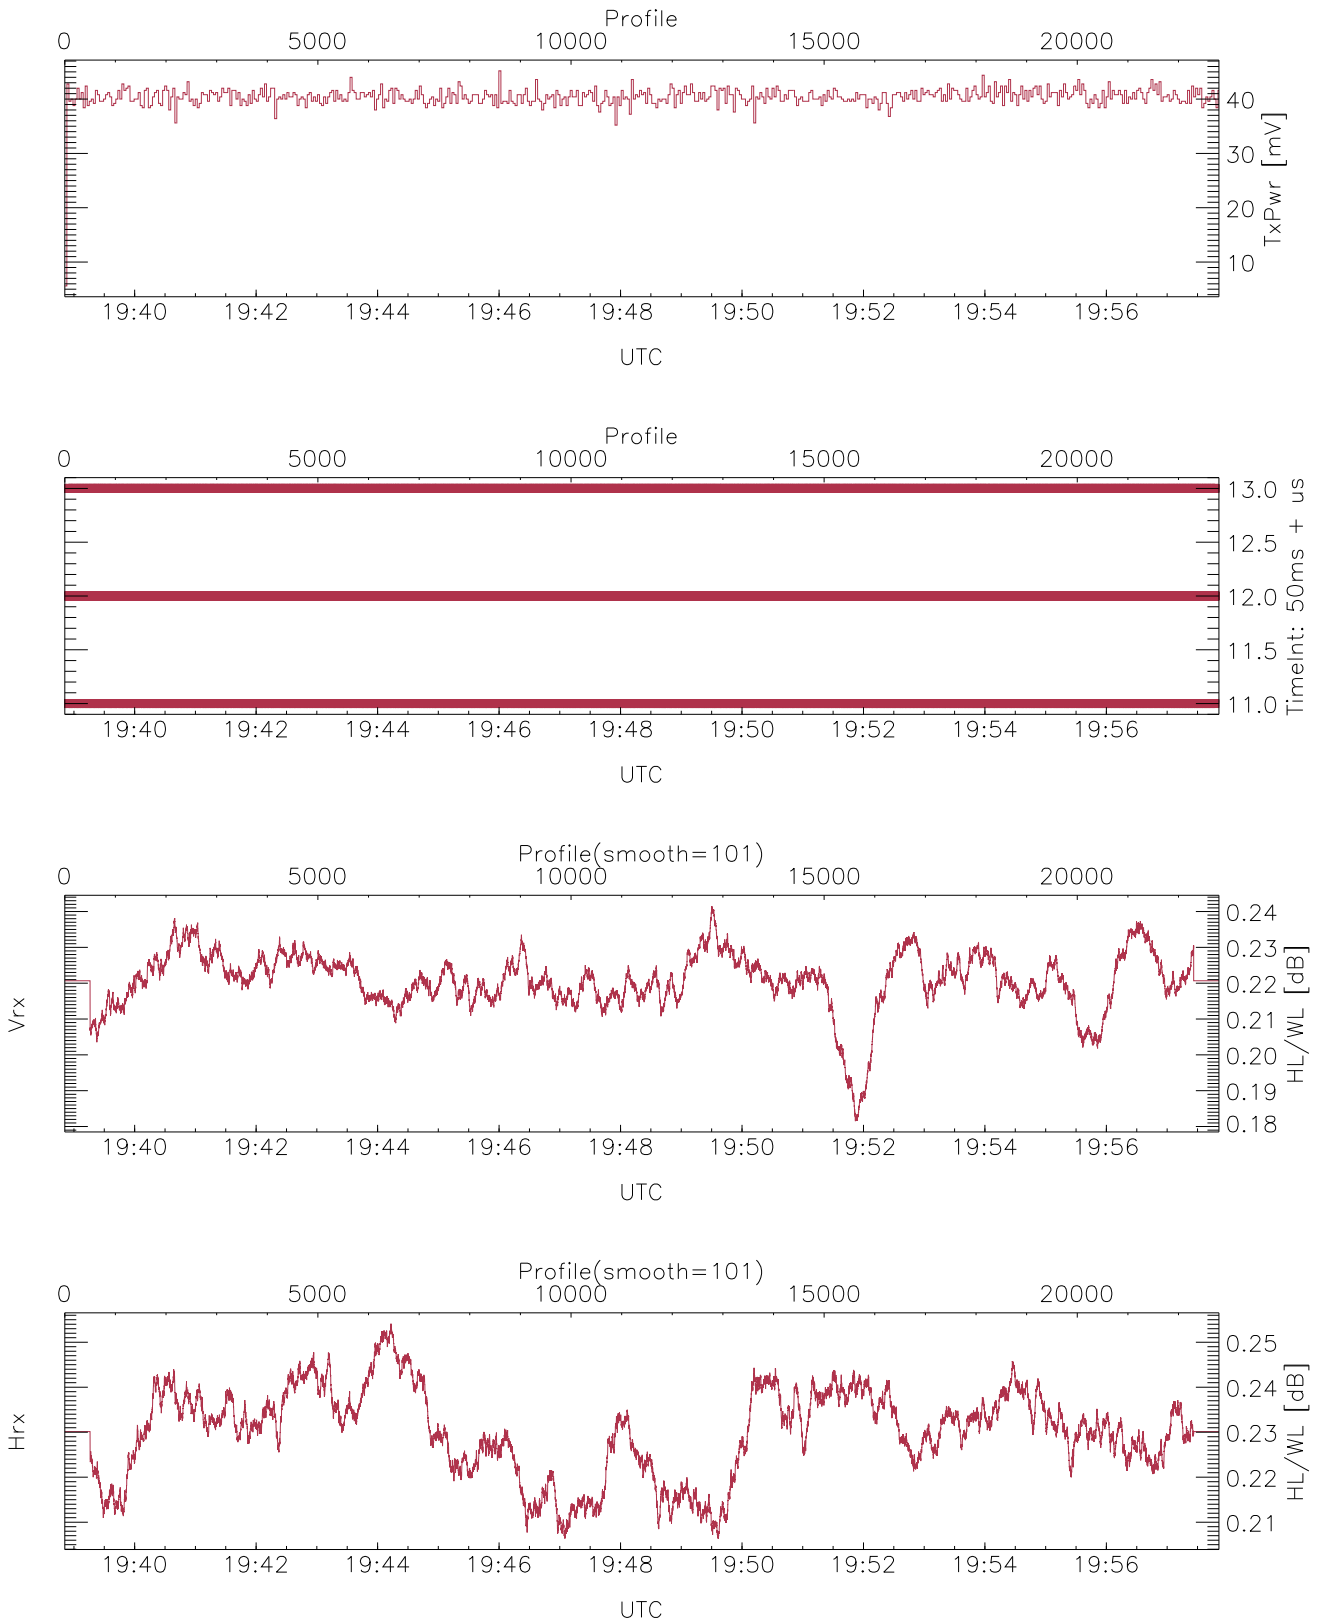 Profile
0 5000 10000 15000 20000
40
30
20
10
TxPwr [mV]
19:40 19:42 19:44 19:46 19:48 19:50 19:52 19:54 19:56
UTC
Profile
0 5000 10000 15000 20000
13.0
12.5
12.0
11.5
11.0
TimeInt: 50ms + us
19:40 19:42 19:44 19:46 19:48 19:50 19:52 19:54 19:56
UTC
Profile(smooth=101)
0 5000 10000 15000 20000
Vrx
0.24
0.23
0.22
0.21
0.20
0.19
0.18
HL/WL [dB]
19:40 19:42 19:44 19:46 19:48 19:50 19:52 19:54 19:56
UTC
Profile(smooth=101)
0 5000 10000 15000 20000
Hrx
0.25
0.24
0.23
0.22
0.21
HL/WL [dB]
19:40 19:42 19:44 19:46 19:48 19:50 19:52 19:54 19:56
UTC